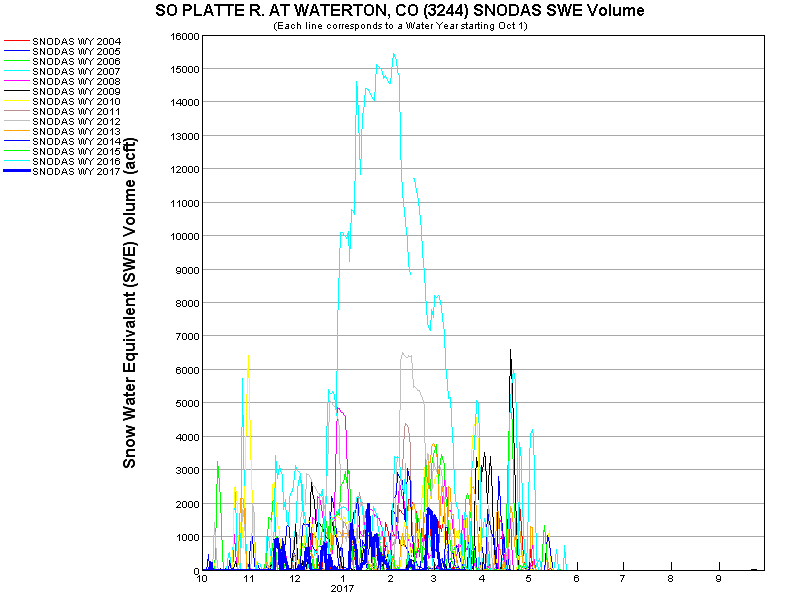 SO PLATTE R. AT WATERTON, CO (3244) SNODAS SWE Volume
(Each line corresponds to a Water Year starting Oct 1)
SNODAS WY 2004
SNODAS WY 2005
SNODAS WY 2006
SNODAS WY 2007
SNODAS WY 2008
SNODAS WY 2009
SNODAS WY 2010
SNODAS WY 2011
SNODAS WY 2012
SNODAS WY 2013
SNODAS WY 2014
SNODAS WY 2015
SNODAS WY 2016
SNODAS WY 2017
Snow Water Equivalent (SWE) Volume (acft)
16000
15000
14000
13000
12000
11000
10000
9000
8000
7000
6000
5000
4000
3000
2000
1000
0
10 11 12 1 2 3 4 5 6 7 8 9
2017